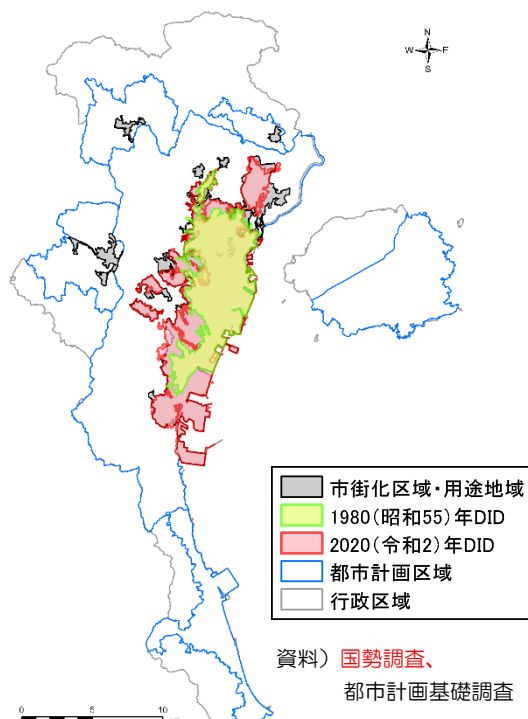 N
W E
S
市街化区域・用途地域
1980(昭和55)年DID
2020(令和2)年DID
都市計画区域
行政区域
資料）国勢調査、
都市計画基礎調査
0 5 10